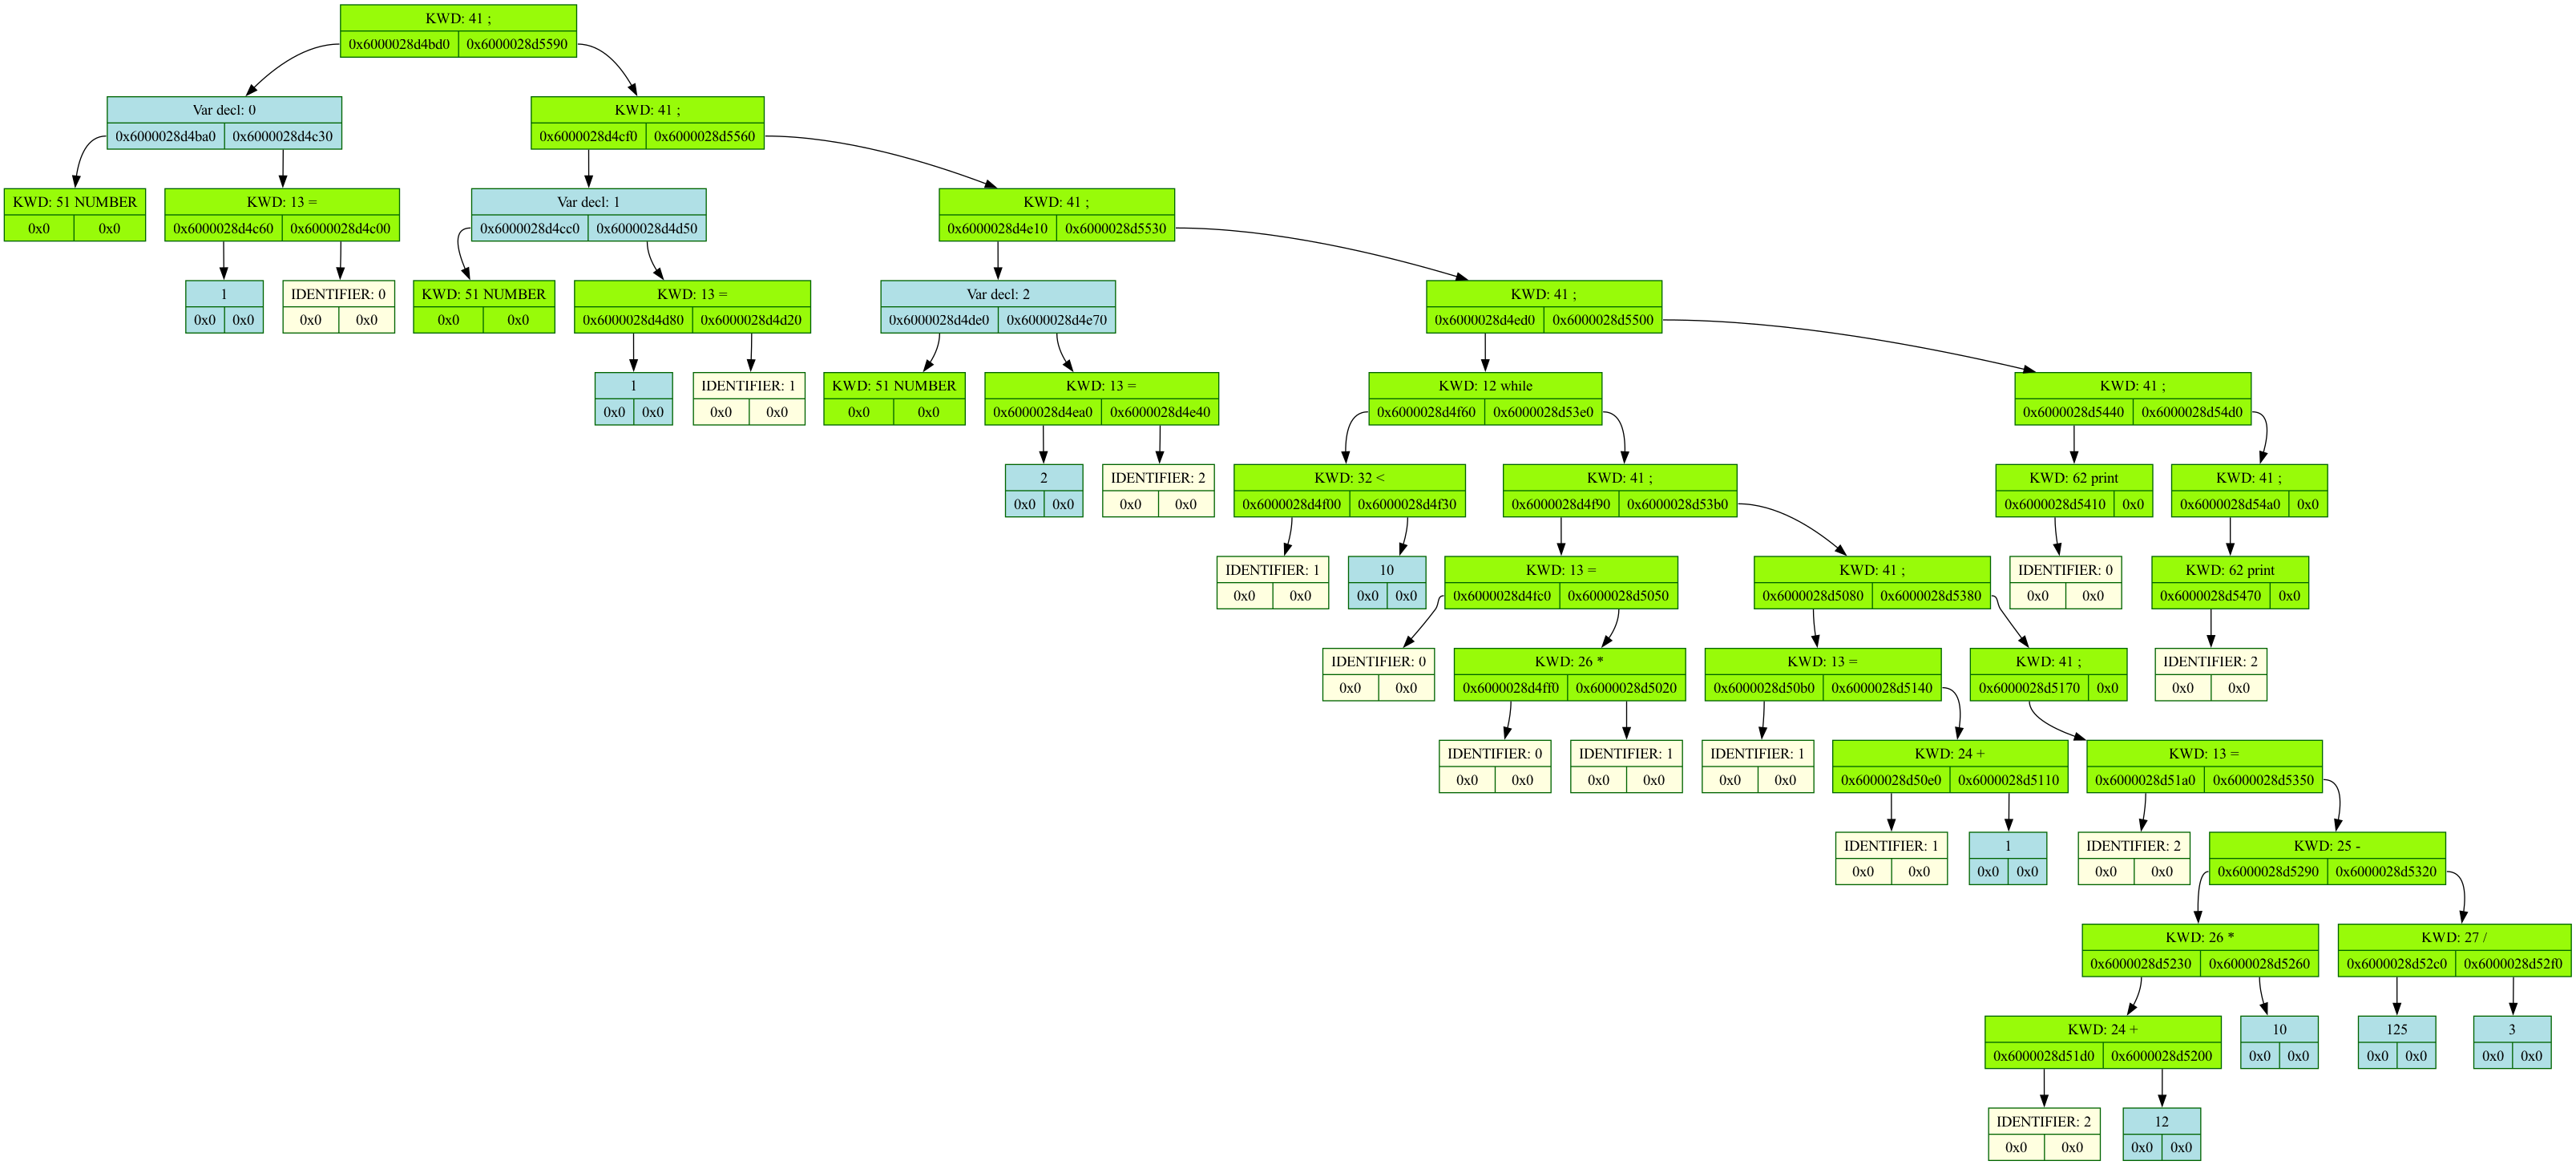 KWD: 41 ;
0x6000028d4bd0 0x6000028d5590
Var decl: 0 KWD: 41 ;
0x6000028d4ba0 0x6000028d4c30 0x6000028d4cf0 0x6000028d5560
KWD: 51 NUMBER KWD: 13 = Var decl: 1 KWD: 41 ;
0x0 0x0 0x6000028d4c60 0x6000028d4c00 0x6000028d4cc0 0x6000028d4d50 0x6000028d4e10 0x6000028d5530
1 IDENTIFIER: 0 KWD: 51 NUMBER KWD: 13 = Var decl: 2 KWD: 41 ;
0x0 0x0 0x0 0x0 0x0 0x0 0x6000028d4d80 0x6000028d4d20 0x6000028d4de0 0x6000028d4e70 0x6000028d4ed0 0x6000028d5500
1 IDENTIFIER: 1 KWD: 51 NUMBER KWD: 13 = KWD: 12 while KWD: 41 ;
0x0 0x0 0x0 0x0 0x0 0x0 0x6000028d4ea0 0x6000028d4e40 0x6000028d4f60 0x6000028d53e0 0x6000028d5440 0x6000028d54d0
2 IDENTIFIER: 2 KWD: 32 < KWD: 41 ; KWD: 62 print KWD: 41 ;
0x0 0x0 0x0 0x0 0x6000028d4f00 0x6000028d4f30 0x6000028d4f90 0x6000028d53b0 0x6000028d5410 0x0 0x6000028d54a0 0x0
IDENTIFIER: 1 10 KWD: 13 = KWD: 41 ; IDENTIFIER: 0 KWD: 62 print
0x0 0x0 0x0 0x0 0x6000028d4fc0 0x6000028d5050 0x6000028d5080 0x6000028d5380 0x0 0x0 0x6000028d5470 0x0
IDENTIFIER: 0 KWD: 26 * KWD: 13 = KWD: 41 ; IDENTIFIER: 2
0x0 0x0 0x6000028d4ff0 0x6000028d5020 0x6000028d50b0 0x6000028d5140 0x6000028d5170 0x0 0x0 0x0
IDENTIFIER: 0 IDENTIFIER: 1 IDENTIFIER: 1 KWD: 24 + KWD: 13 =
0x0 0x0 0x0 0x0 0x0 0x0 0x6000028d50e0 0x6000028d5110 0x6000028d51a0 0x6000028d5350
IDENTIFIER: 1 1 IDENTIFIER: 2 KWD: 25 -
0x0 0x0 0x0 0x0 0x0 0x0 0x6000028d5290 0x6000028d5320
KWD: 26 * KWD: 27 /
0x6000028d5230 0x6000028d5260 0x6000028d52c0 0x6000028d52f0
KWD: 24 + 10 125 3
0x6000028d51d0 0x6000028d5200 0x0 0x0 0x0 0x0 0x0 0x0
IDENTIFIER: 2 12
0x0 0x0 0x0 0x0